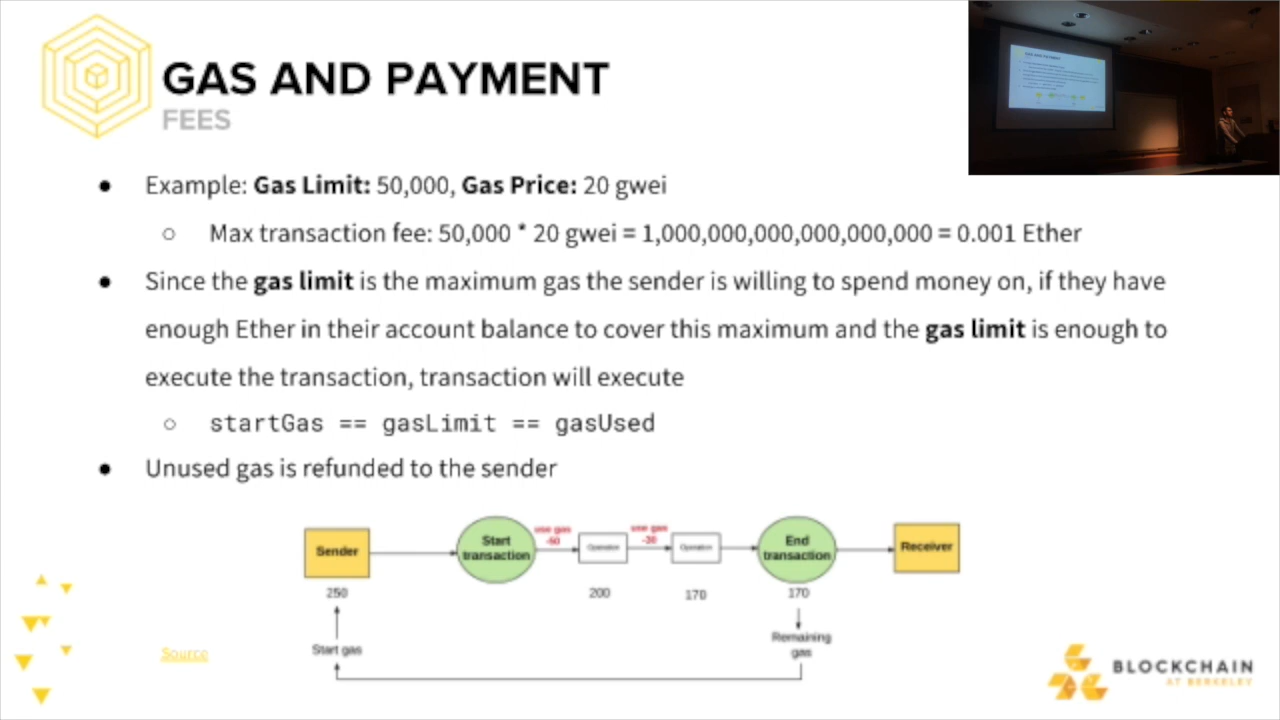 GAS AND PAYMENT
FEES
● Example: Gas Limit: 50,000, Gas Price: 20 gwei
○ Max transaction fee: 50,000 * 20 gwei = 1,000,000,000,000,000,000 = 0.001 Ether
● Since the gas limit is the maximum gas the sender is willing to spend money on, if they have
enough Ether in their account balance to cover this maximum and the gas limit is enough to
execute the transaction, transaction will execute
○ startGas == gasLimit == gasUsed
● Unused gas is refunded to the sender
Sender
Start
transaction
use gas
-50
Operation
use gas
-30
Operation
End
transaction
Receiver
250
200
170
170
Start gas
Remaining
gas
Source
BLOCKCHAIN
AT BERKELEY